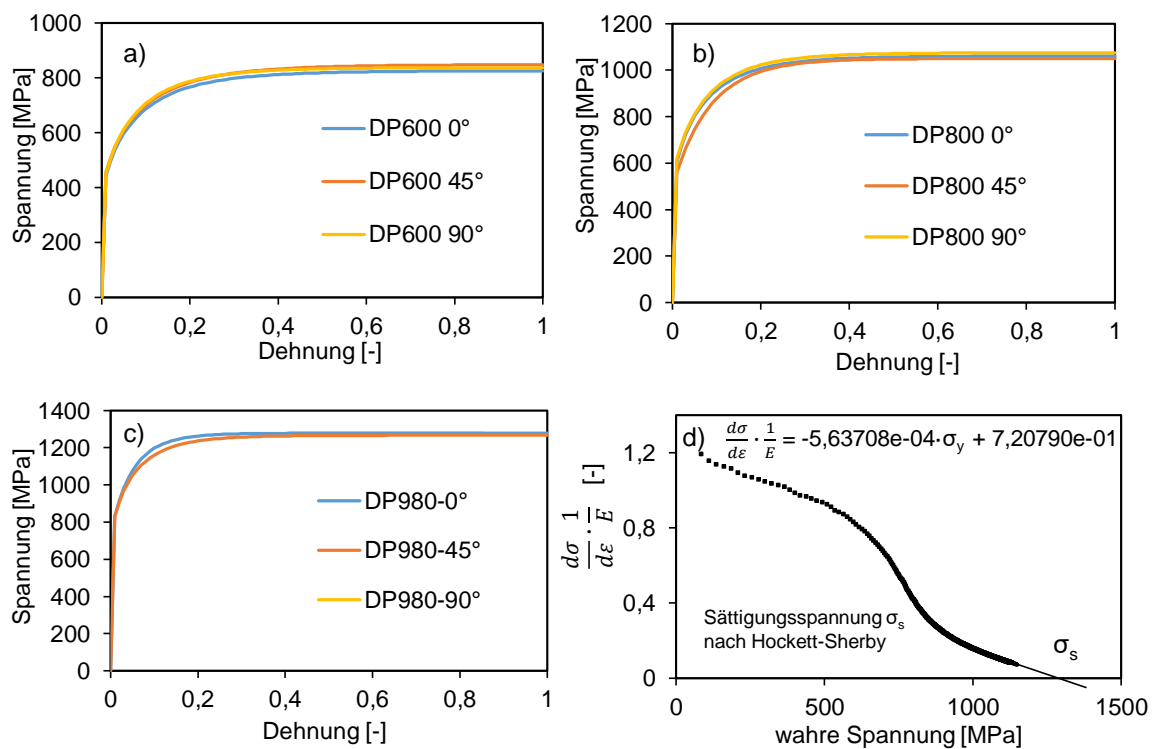 a)
Spannung [MPa]
1000
800
600
400
200
0
DP600 0°
DP600 45°
DP600 90°
0
0,2
0,4
0,6
0,8
1
Dehnung [-]
b)
Spannung [MPa]
1200
1000
800
600
400
200
0
DP800 0°
DP800 45°
DP800 90°
0
0,2
0,4
0,6
0,8
1
Dehnung [-]
c)
Spannung [MPa]
1400
1200
1000
800
600
400
200
0
DP980-0°
DP980-45°
DP980-90°
0
0,2
0,4
0,6
0,8
1
Dehnung [-]
d)
dσ/dε · 1/E = -5,63708e-04·σy + 7,20790e-01
dσ/dε · 1/E [-]
1,2
0,8
0,4
0
Sättigungsspannung σs
nach Hockett-Sherby
σs
0
500
1000
1500
wahre Spannung [MPa]